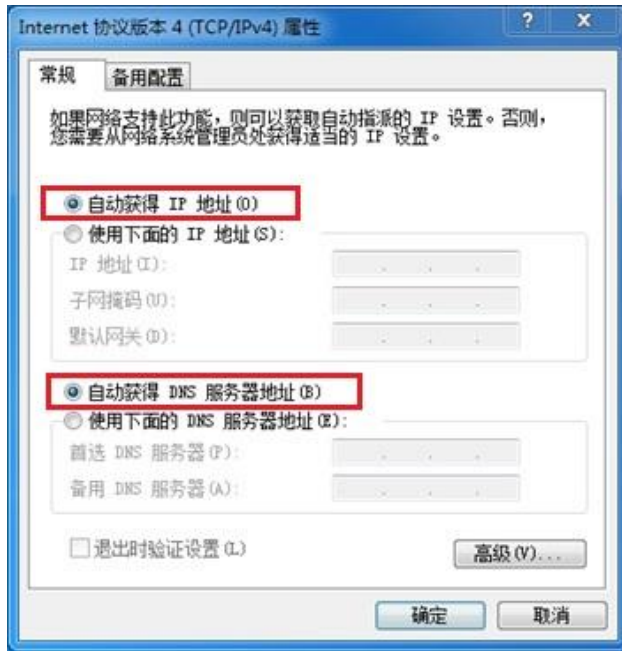 Internet 协议版本 4 (TCP/IPv4) 属性
常规
备用配置
如果网络支持此功能，则可以获取自动指派的 IP 设置。否则，
您需要从网络系统管理员处获得适当的 IP 设置。
自动获得 IP 地址(O)
使用下面的 IP 地址(S):
IP 地址(I):
子网掩码(U):
默认网关(D):
自动获得 DNS 服务器地址(B)
使用下面的 DNS 服务器地址(E):
首选 DNS 服务器(P):
备用 DNS 服务器(A):
退出时验证设置(L)
高级(V)...
确定
取消